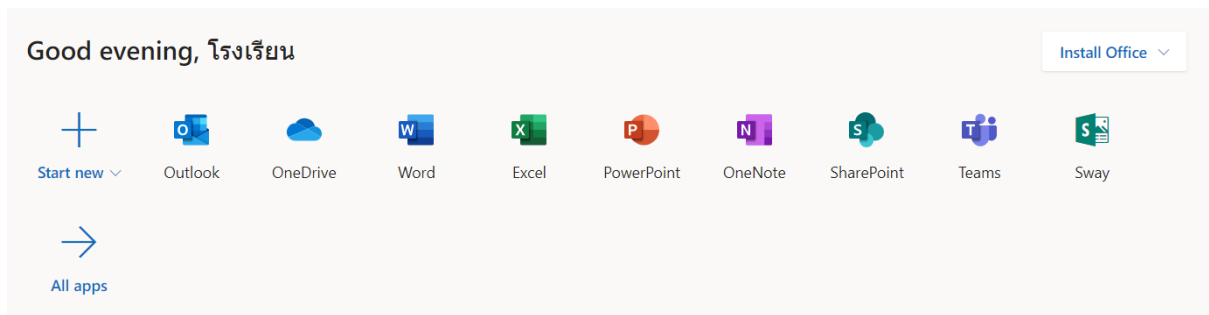 Good evening, โรงเรียน
Install Office
Start new
Outlook
OneDrive
Word
Excel
PowerPoint
OneNote
SharePoint
Teams
Sway
All apps